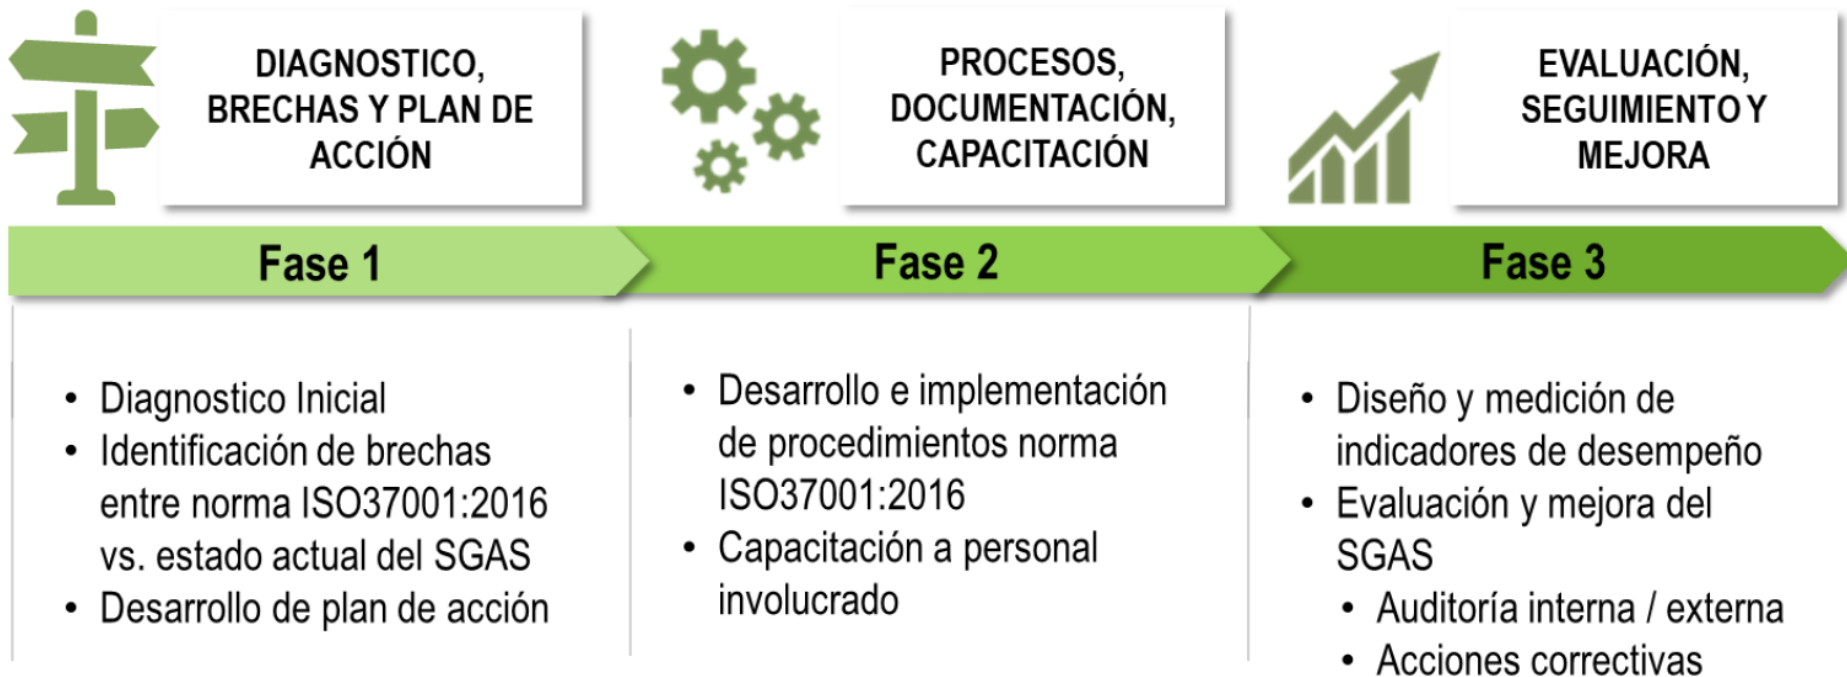 DIAGNOSTICO,
BRECHAS Y PLAN DE
ACCIÓN
PROCESOS,
DOCUMENTACIÓN,
CAPACITACIÓN
EVALUACIÓN,
SEGUIMIENTO Y
MEJORA
Fase 1
Fase 2
Fase 3
• Diagnostico Inicial
• Identificación de brechas
entre norma ISO37001:2016
vs. estado actual del SGAS
• Desarrollo de plan de acción
• Desarrollo e implementación
de procedimientos norma
ISO37001:2016
• Capacitación a personal
involucrado
• Diseño y medición de
indicadores de desempeño
• Evaluación y mejora del
SGAS
• Auditoría interna / externa
• Acciones correctivas